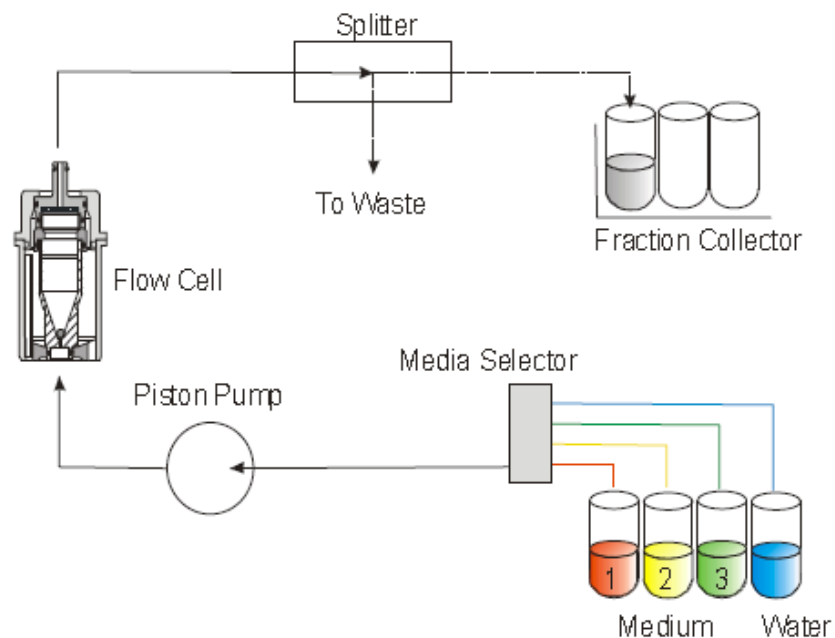 Splitter
To Waste
Fraction Collector
Flow Cell
Media Selector
Piston Pump
1 2 3
Medium Water